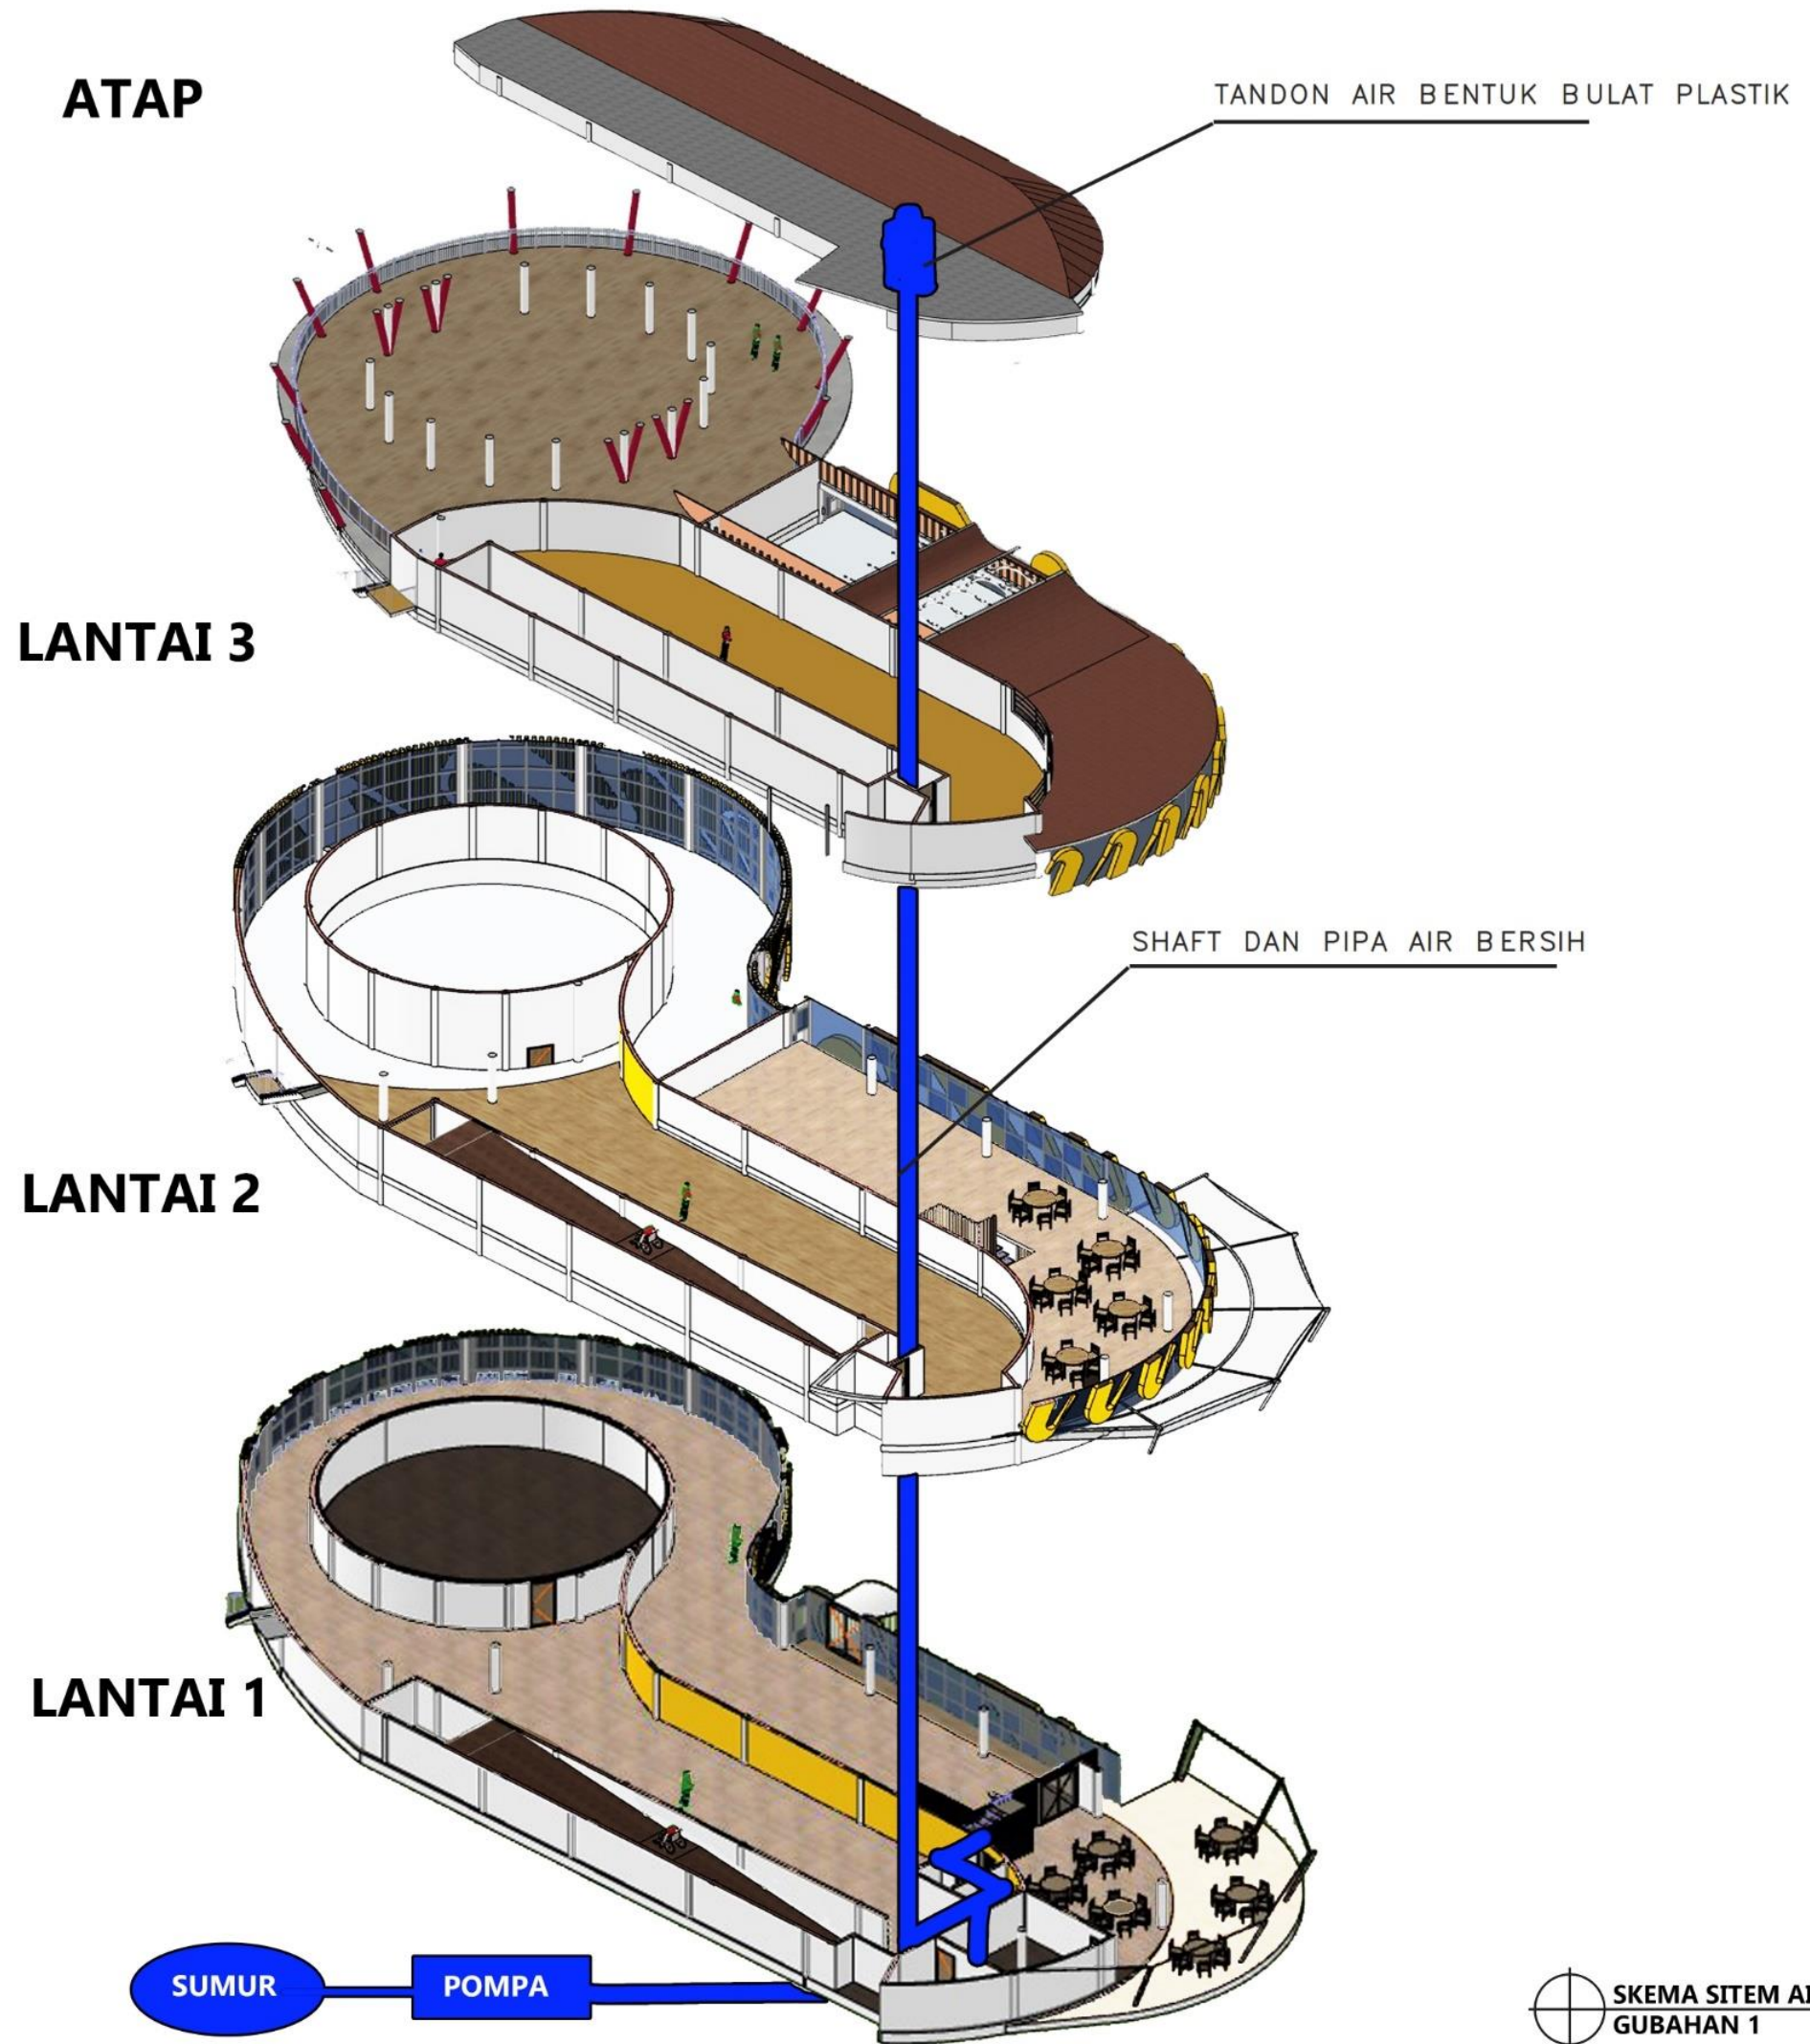 ATAP
TANDON AIR BENTUK BULAT PLASTIK
LANTAI 3
SHAFT DAN PIPA AIR BERSIH
LANTAI 2
LANTAI 1
SUMUR
POMPA
SKEMA SITEM
GUBAHAN 1